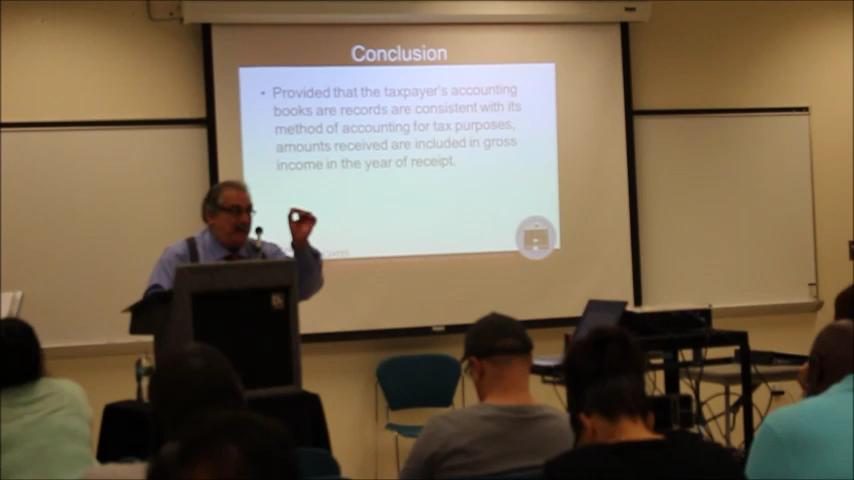 Conclusion
• Provided that the taxpayer's accounting
books are records are consistent with its
method of accounting for tax purposes,
amounts received are included in gross
income in the year of receipt.